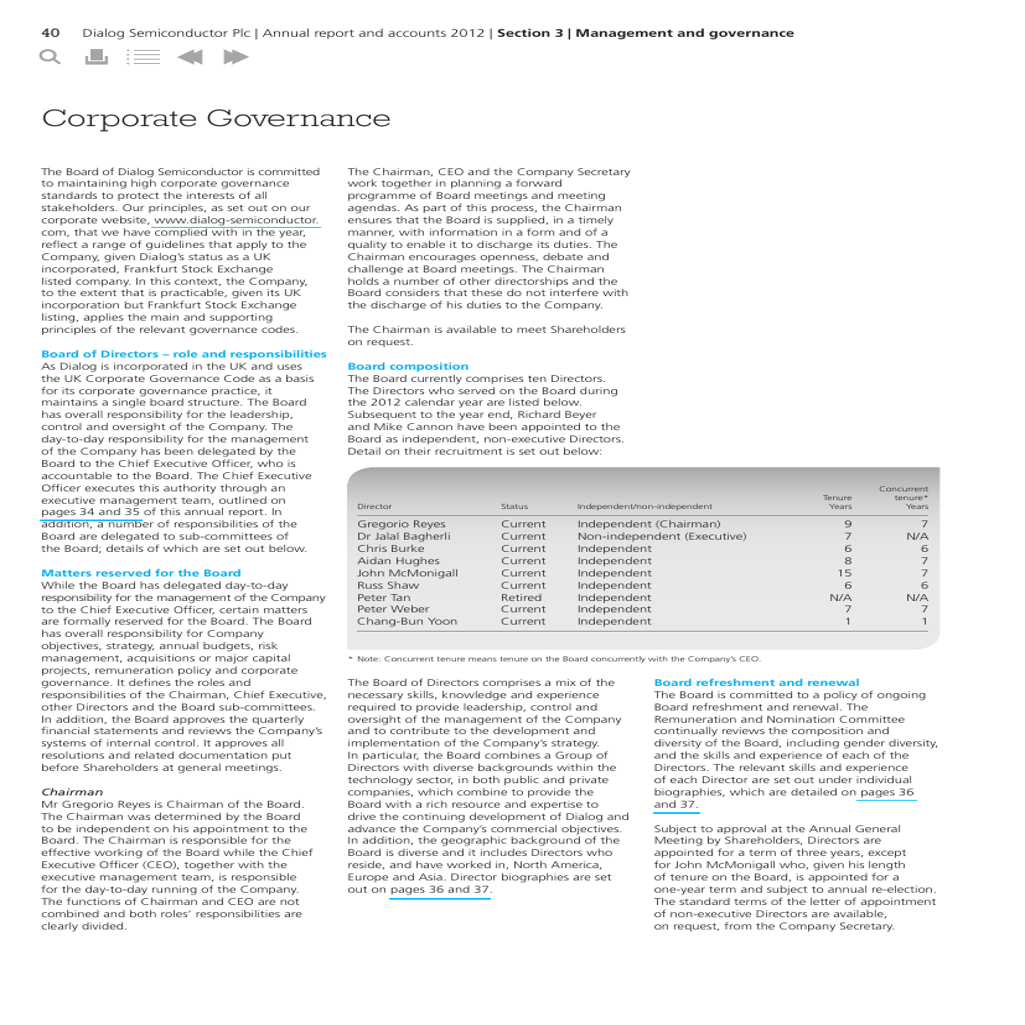 40 Dialog Semiconductor Plc | Annual report and accounts 2012 | Section 3 | Management and governance
Corporate Governance
The Board of Dialog Semiconductor is committed
to maintaining high corporate governance
standards to protect the interests of all
stakeholders. Our principles, as set out on our
corporate website, www.dialog-semiconductor.
com, that we have complied with in the year,
reflect a range of guidelines that apply to the
Company, given Dialog’s status as a UK
incorporated, Frankfurt Stock Exchange
listed company. In this context, the Company,
to the extent that is practicable, given its UK
incorporation but Frankfurt Stock Exchange
listing, applies the main and supporting
principles of the relevant governance codes.
Board of Directors – role and responsibilities
As Dialog is incorporated in the UK and uses
the UK Corporate Governance Code as a basis
for its corporate governance practice, it
maintains a single board structure. The Board
has overall responsibility for the leadership,
control and oversight of the Company. The
day-to-day responsibility for the management
of the Company has been delegated by the
Board to the Chief Executive Officer, who is
accountable to the Board. The Chief Executive
Officer executes this authority through an
executive management team, outlined on
pages 34 and 35 of this annual report. In
addition, a number of responsibilities of the
Board are delegated to sub-committees of
the Board; details of which are set out below.
Matters reserved for the Board
While the Board has delegated day-to-day
responsibility for the management of the Company
to the Chief Executive Officer, certain matters
are formally reserved for the Board. The Board
has overall responsibility for Company
objectives, strategy, annual budgets, risk
management, acquisitions or major capital
projects, remuneration policy and corporate
governance. It defines the roles and
responsibilities of the Chairman, Chief Executive,
other Directors and the Board sub-committees.
In addition, the Board approves the quarterly
financial statements and reviews the Company’s
systems of internal control. It approves all
resolutions and related documentation put
before Shareholders at general meetings.
Chairman
Mr Gregorio Reyes is Chairman of the Board.
The Chairman was determined by the Board
to be independent on his appointment to the
Board. The Chairman is responsible for the
effective working of the Board while the Chief
Executive Officer (CEO), together with the
executive management team, is responsible
for the day-to-day running of the Company.
The functions of Chairman and CEO are not
combined and both roles’ responsibilities are
clearly divided.
The Chairman, CEO and the Company Secretary
work together in planning a forward
programme of Board meetings and meeting
agendas. As part of this process, the Chairman
ensures that the Board is supplied, in a timely
manner, with information in a form and of a
quality to enable it to discharge its duties. The
Chairman encourages openness, debate and
challenge at Board meetings. The Chairman
holds a number of other directorships and the
Board considers that these do not interfere with
the discharge of his duties to the Company.
The Chairman is available to meet Shareholders
on request.
Board composition
The Board currently comprises ten Directors.
The Directors who served on the Board during
the 2012 calendar year are listed below.
Subsequent to the year end, Richard Beyer
and Mike Cannon have been appointed to the
Board as independent, non-executive Directors.
Detail on their recruitment is set out below:
Director Status Independent/non-independent Tenure Years Concurrent tenure* Years
Gregorio Reyes Current Independent (Chairman) 9 7
Dr Jalal Bagherli Current Non-independent (Executive) 7 N/A
Chris Burke Current Independent 6 6
Aidan Hughes Current Independent 8 7
John McMonigall Current Independent 15 7
Russ Shaw Current Independent 6 6
Peter Tan Retired Independent N/A N/A
Peter Weber Current Independent 7 7
Chang-Bun Yoon Current Independent 1 1
* Note: Concurrent tenure means tenure on the Board concurrently with the Company’s CEO.
The Board of Directors comprises a mix of the
necessary skills, knowledge and experience
required to provide leadership, control and
oversight of the management of the Company
and to contribute to the development and
implementation of the Company’s strategy.
In particular, the Board combines a Group of
Directors with diverse backgrounds within the
technology sector, in both public and private
companies, which combine to provide the
Board with a rich resource and expertise to
drive the continuing development of Dialog and
advance the Company’s commercial objectives.
In addition, the geographic background of the
Board is diverse and it includes Directors who
reside, and have worked in, North America,
Europe and Asia. Director biographies are set
out on pages 36 and 37.
Board refreshment and renewal
The Board is committed to a policy of ongoing
Board refreshment and renewal. The
Remuneration and Nomination Committee
continually reviews the composition and
diversity of the Board, including gender diversity,
and the skills and experience of each of the
Directors. The relevant skills and experience
of each Director are set out under individual
biographies, which are detailed on pages 36
and 37.
Subject to approval at the Annual General
Meeting by Shareholders, Directors are
appointed for a term of three years, except
for John McMonigall who, given his length
of tenure on the Board, is appointed for a
one-year term and subject to annual re-election.
The standard terms of the letter of appointment
of non-executive Directors are available,
on request, from the Company Secretary.